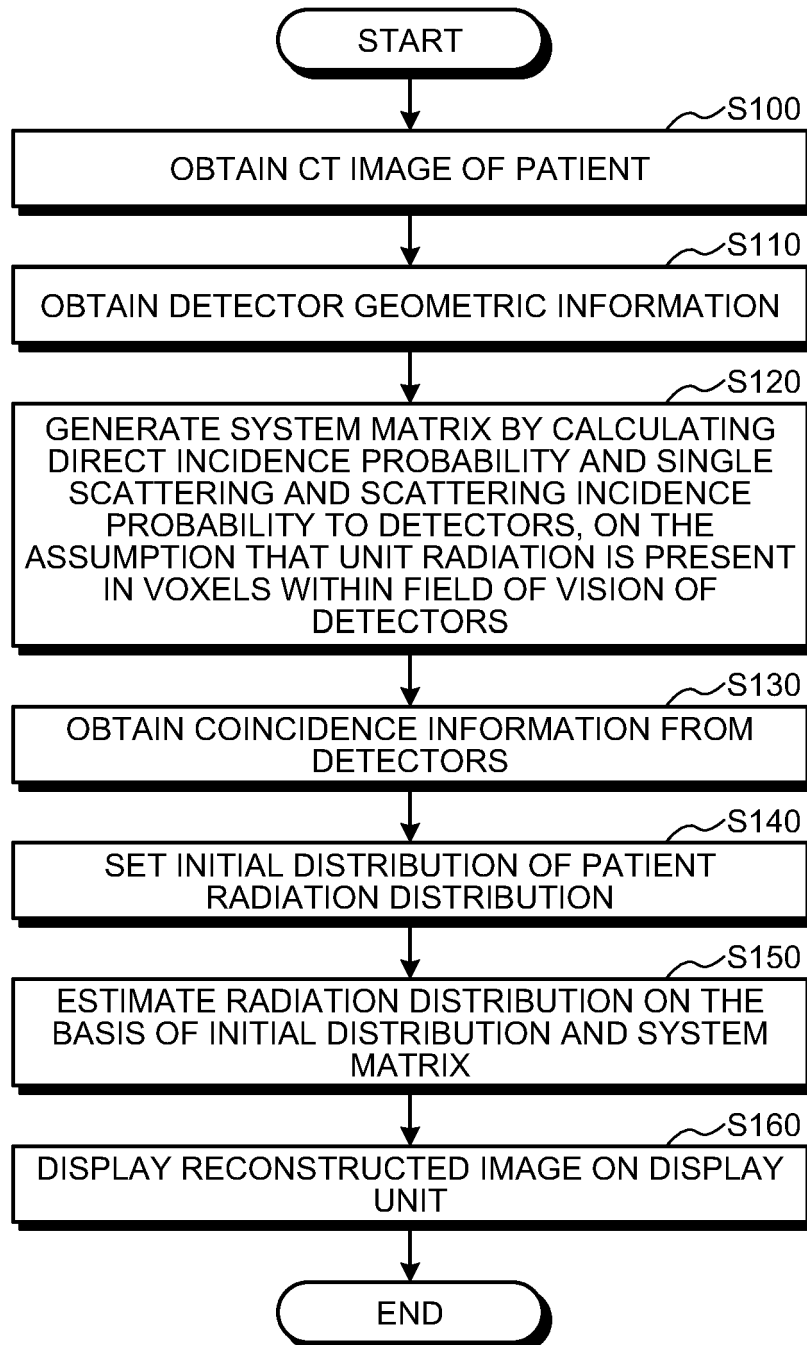 START
S100
OBTAIN CT IMAGE OF PATIENT
S110
OBTAIN DETECTOR GEOMETRIC INFORMATION
S120
GENERATE SYSTEM MATRIX BY CALCULATING
DIRECT INCIDENCE PROBABILITY AND SINGLE
SCATTERING AND SCATTERING INCIDENCE
PROBABILITY TO DETECTORS, ON THE
ASSUMPTION THAT UNIT RADIATION IS PRESENT
IN VOXELS WITHIN FIELD OF VISION OF
DETECTORS
S130
OBTAIN COINCIDENCE INFORMATION FROM
DETECTORS
S140
SET INITIAL DISTRIBUTION OF PATIENT
RADIATION DISTRIBUTION
S150
ESTIMATE RADIATION DISTRIBUTION ON THE
BASIS OF INITIAL DISTRIBUTION AND SYSTEM
MATRIX
S160
DISPLAY RECONSTRUCTED IMAGE ON DISPLAY
UNIT
END